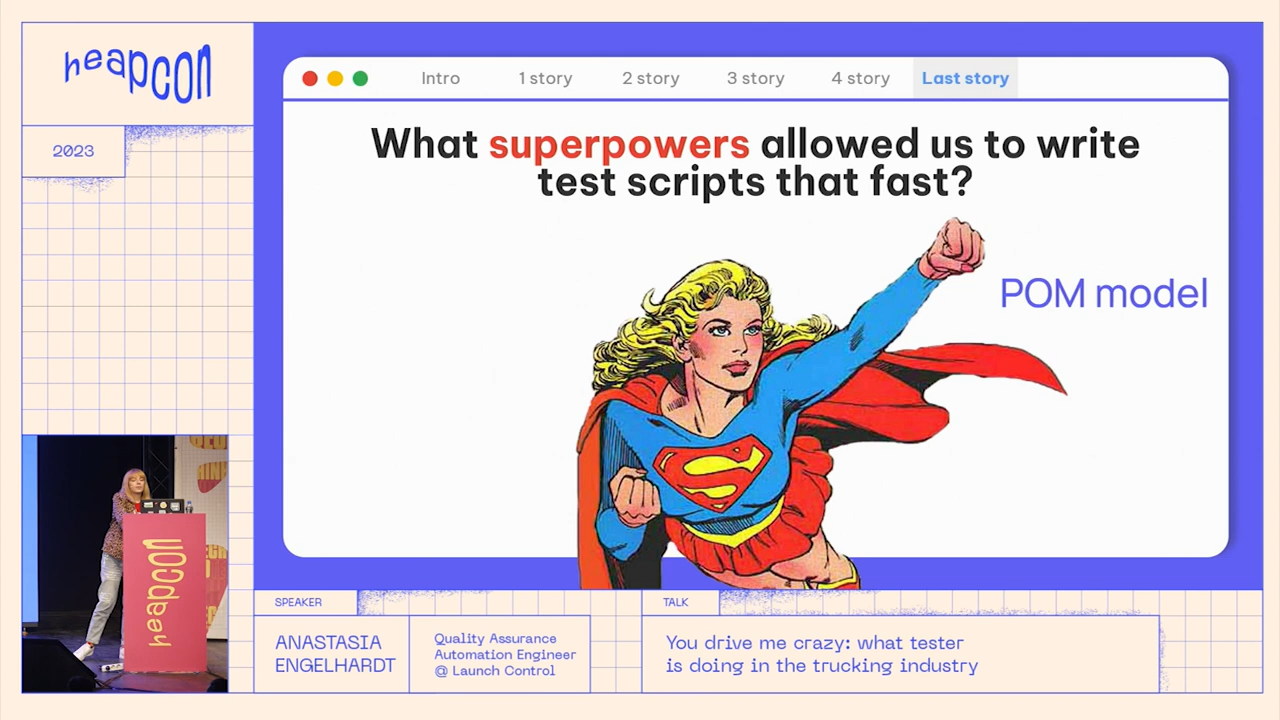 heapcon
2023
Intro
1 story
2 story
3 story
4 story
Last story
What superpowers allowed us to write
test scripts that fast?
POM model
heapcon
SPEAKER
ANASTASIA
ENGELHARDT
Quality Assurance
Automation Engineer
@ Launch Control
TALK
You drive me crazy: what tester
is doing in the trucking industry